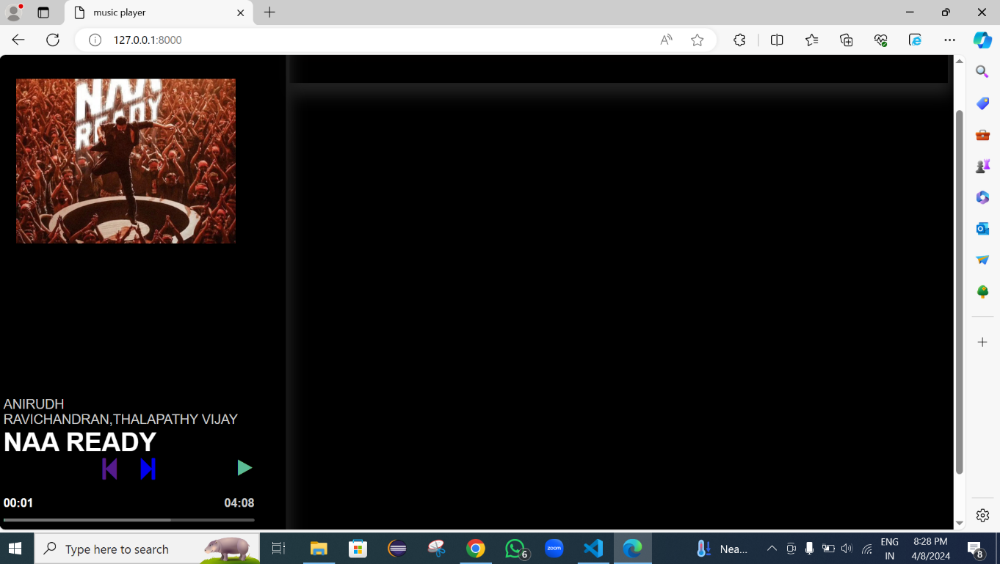 music player
127.0.0.1:8000
NAA
READY
ANIRUDH
RAVICHANDRAN,THALAPATHY VIJAY
NAA READY
00:01
04:08
Type here to search
6
zoom
Nea...
ENG
IN
8:28 PM
4/8/2024
8